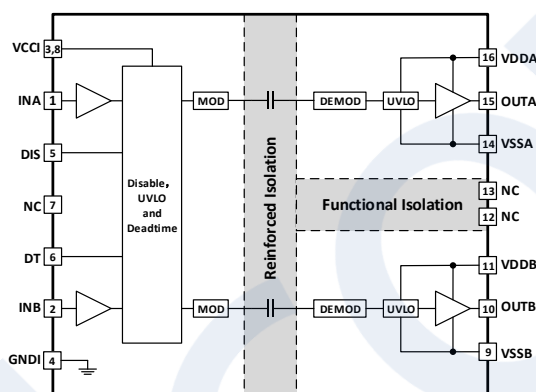 VCCI 3,8
INA 1
DIS 5
NC 7
DT 6
INB 2
GNDI 4
Disable,
UVLO
and
Deadtime
MOD
MOD
Reinforced Isolation
DEMOD
UVLO
Functional Isolation
DEMOD
UVLO
16 VDDA
15 OUTA
14 VSSA
13 NC
12 NC
11 VDDB
10 OUTB
9 VSSB